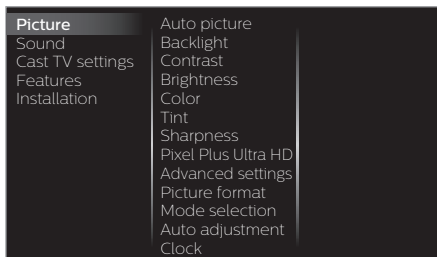 Picture
Sound
Cast TV settings
Features
Installation
Auto picture
Backlight
Contrast
Brightness
Color
Tint
Sharpness
Pixel Plus Ultra HD
Advanced settings
Picture format
Mode selection
Auto adjustment
Clock